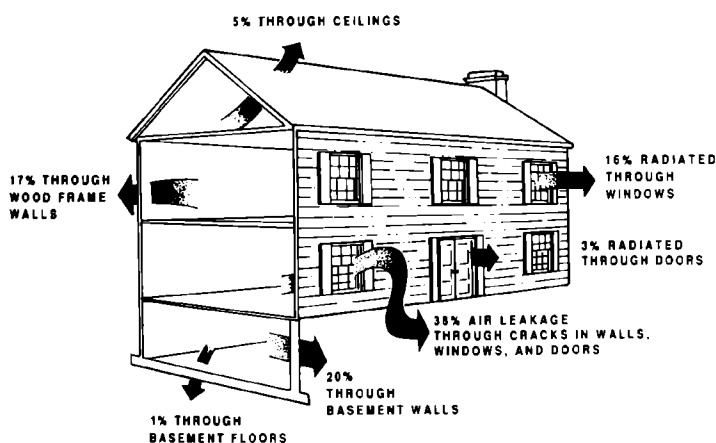 5% THROUGH CEILINGS
17% THROUGH
WOOD FRAME
WALLS
16% RADIATED
THROUGH
WINDOWS
3% RADIATED
THROUGH DOORS
38% AIR LEAKAGE
THROUGH CRACKS IN WALLS,
WINDOWS, AND DOORS
20%
THROUGH
BASEMENT WALLS
1% THROUGH
BASEMENT FLOORS